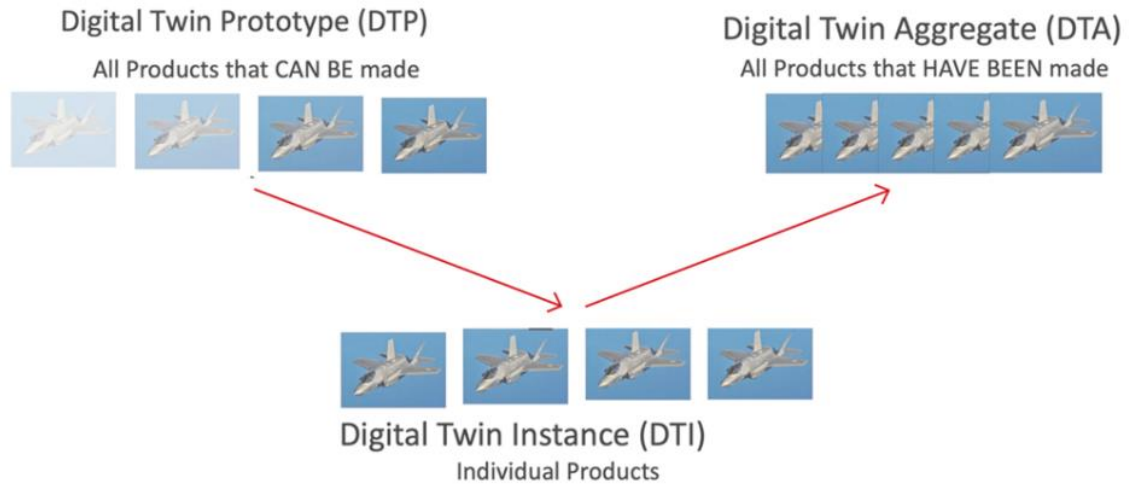 Digital Twin Prototype (DTP)
All Products that CAN BE made
Digital Twin Aggregate (DTA)
All Products that HAVE BEEN made
Digital Twin Instance (DTI)
Individual Products